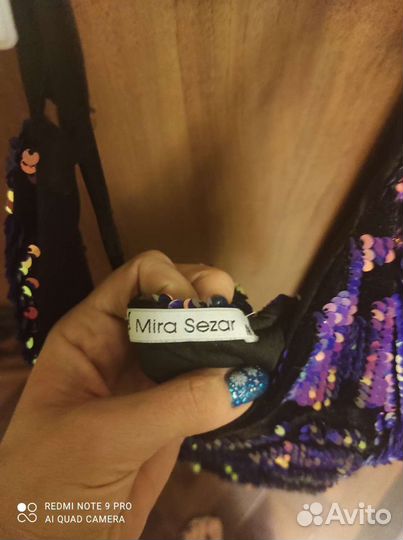 Mira Sezar
REDMI NOTE 9 PRO
AI QUAD CAMERA
Avito